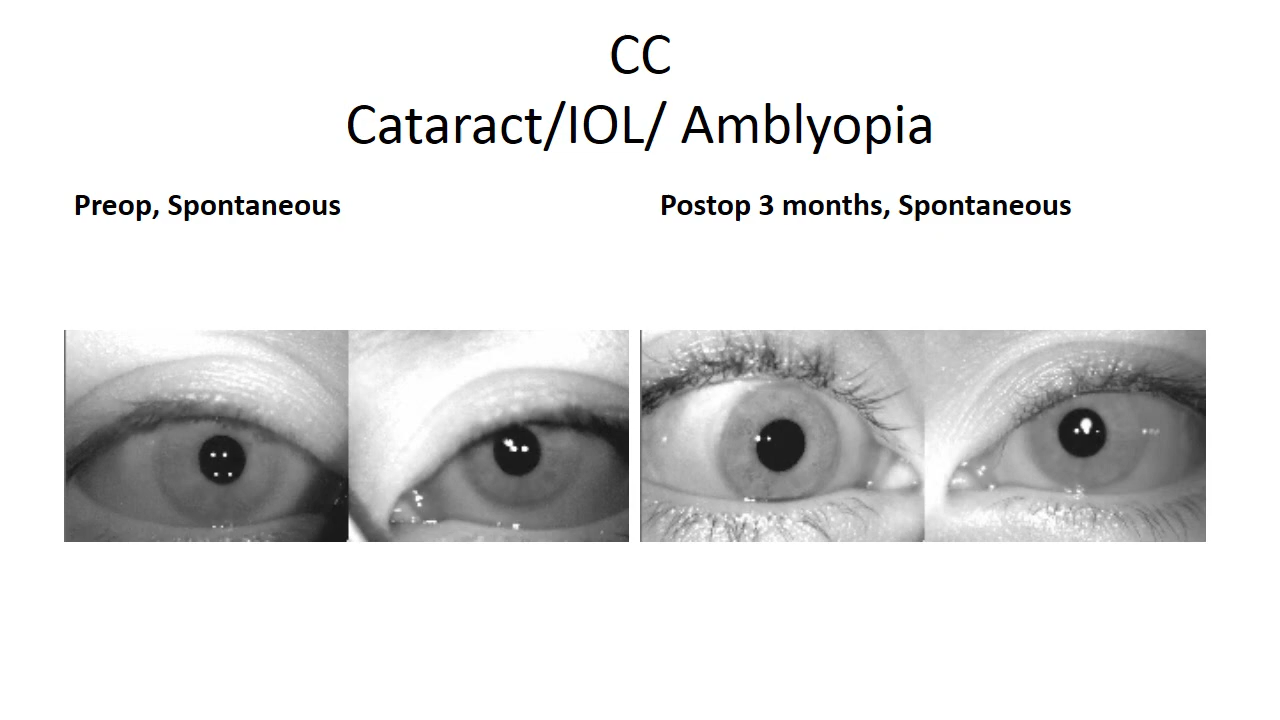 CC
Cataract/IOL/ Amblyopia
Preop, Spontaneous
Postop 3 months, Spontaneous